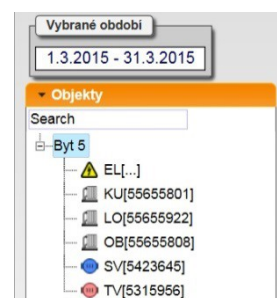 Vybrané období
1.3.2015 - 31.3.2015
Objekty
Search
Byt 5
EL[...]
KU[55655801]
LO[55655922]
OB[55655808]
SV[5423645]
TV[5315956]